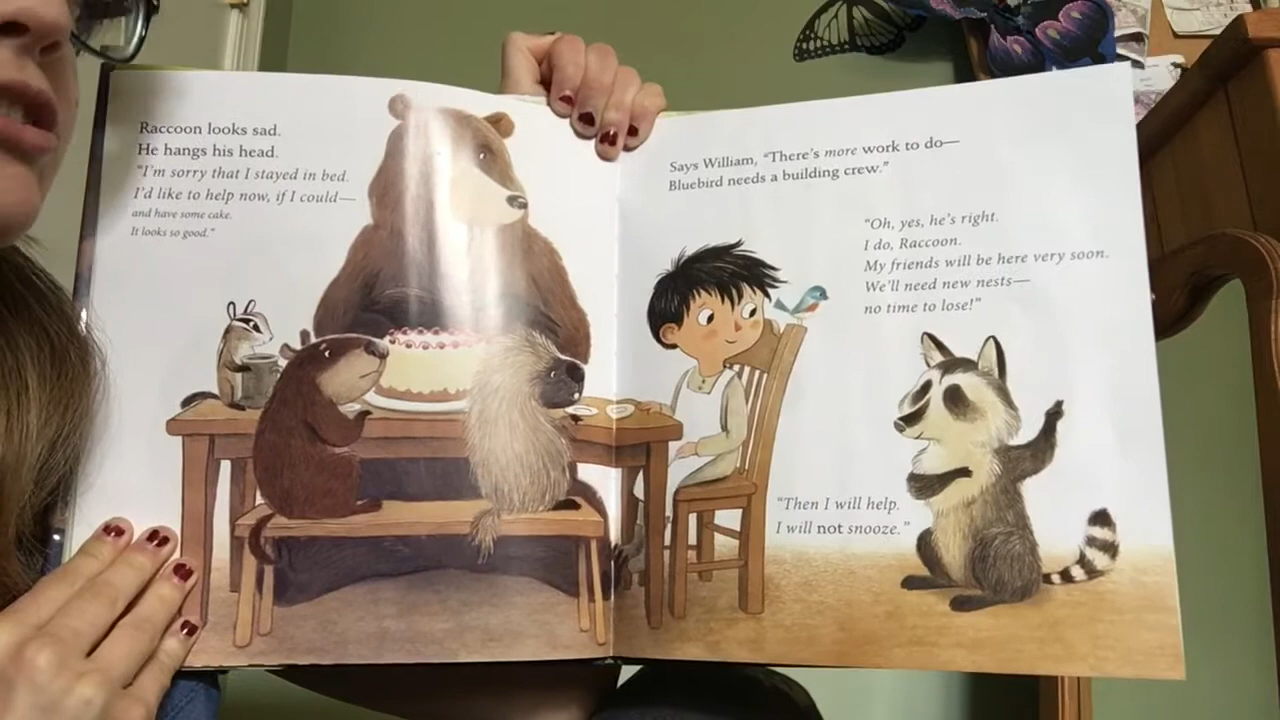 Raccoon looks sad.
He hangs his head.
"I'm sorry that I stayed in bed.
I'd like to help now, if I could—
and have some cake.
It looks so good."
Says William, "There's more work to do—
Bluebird needs a building crew."
"Oh, yes, he's right.
I do, Raccoon.
My friends will be here very soon.
We'll need new nests—
no time to lose!"
"Then I will help.
I will not snooze."